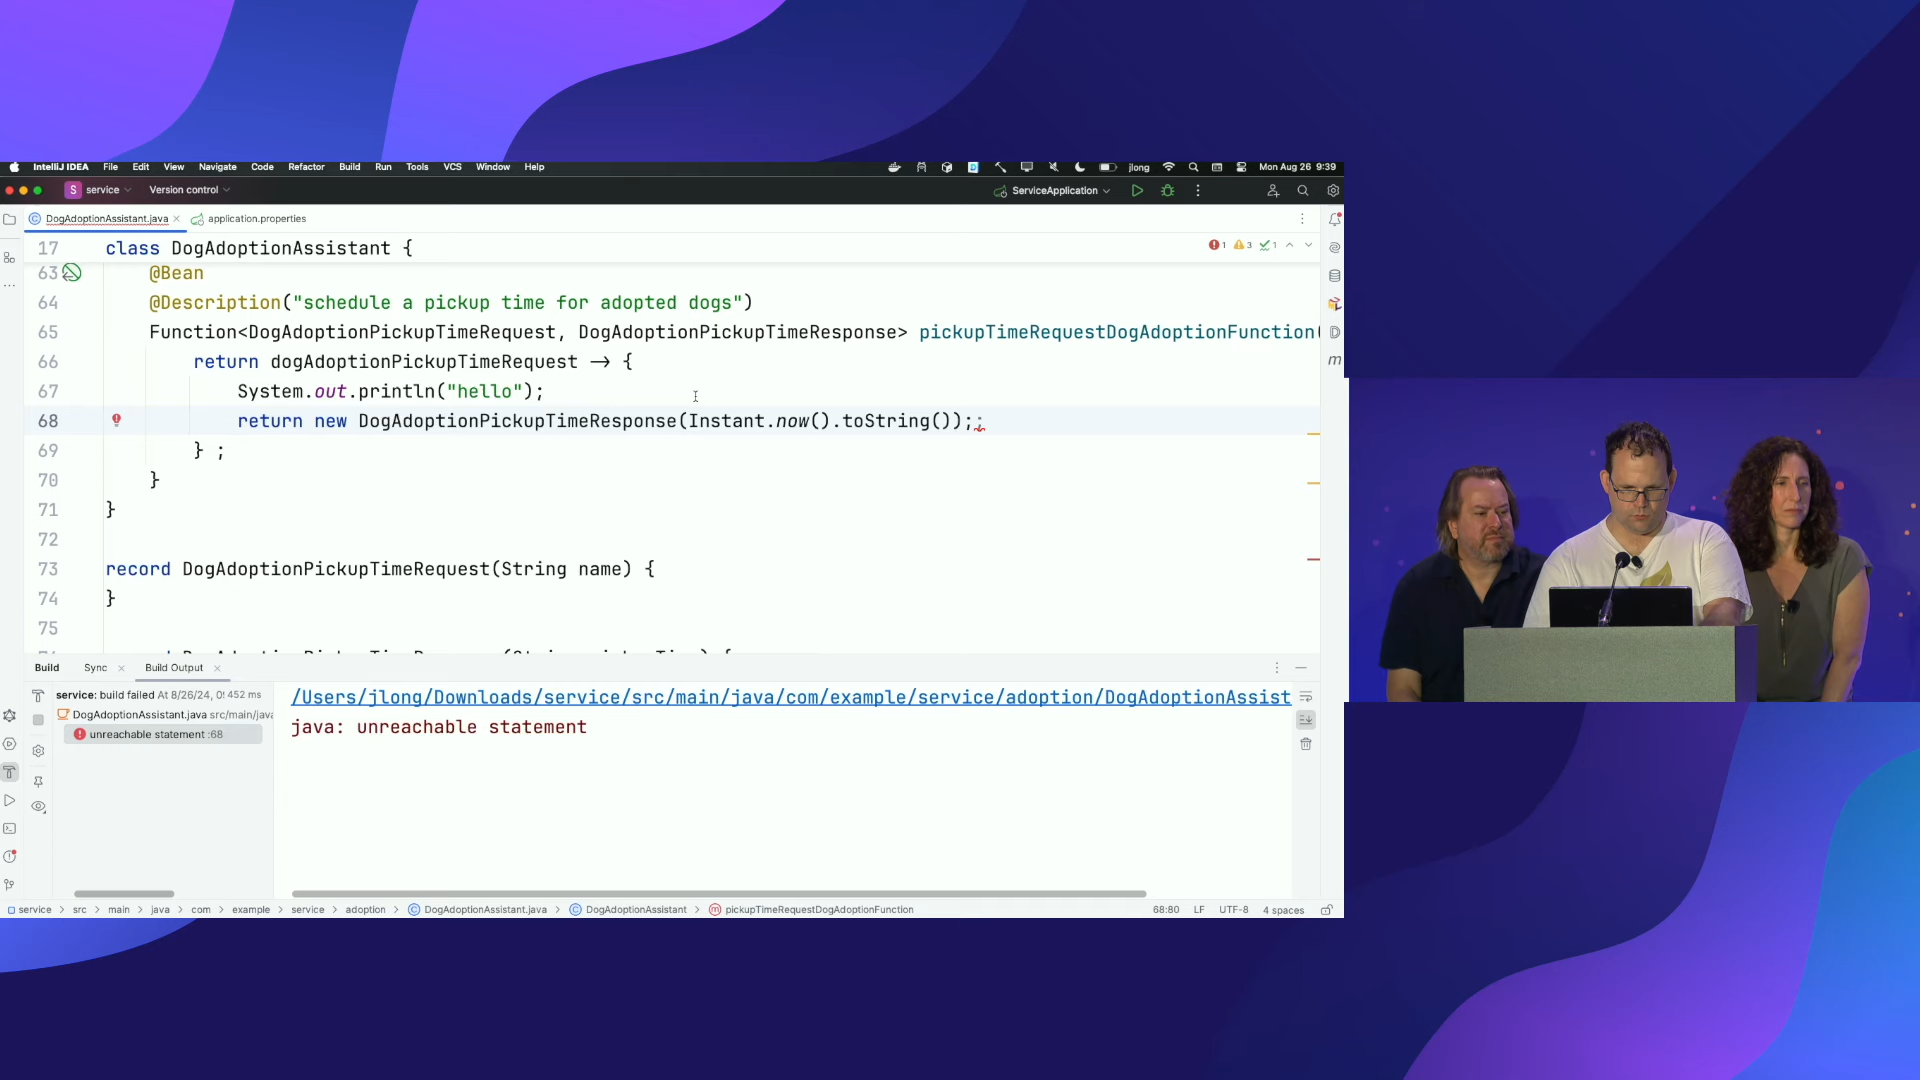 IntelliJ IDEA File Edit View Navigate Code Refactor Build Run Tools VCS Window Help jlong Mon Aug 26 9:39
S service Version control ServiceApplication
DogAdoptionAssistant.java application.properties
17 class DogAdoptionAssistant { 1 3 1
63 @Bean
64 @Description("schedule a pickup time for adopted dogs")
65 Function<DogAdoptionPickupTimeRequest, DogAdoptionPickupTimeResponse> pickupTimeRequestDogAdoptionFunction(
66 return dogAdoptionPickupTimeRequest -> {
67 System.out.println("hello");
68 return new DogAdoptionPickupTimeResponse(Instant.now().toString());;
69 } ;
70 }
71 }
72
73 record DogAdoptionPickupTimeRequest(String name) {
74 }
75
Build Sync Build Output
service: build failed At 8/26/24, 452 ms
DogAdoptionAssistant.java src/main/java
unreachable statement :68
/Users/jlong/Downloads/service/src/main/java/com/example/service/adoption/DogAdoptionAssist
java: unreachable statement
service > src > main > java > com > example > service > adoption > DogAdoptionAssistant.java > DogAdoptionAssistant > pickupTimeRequestDogAdoptionFunction 68:80 LF UTF-8 4 spaces